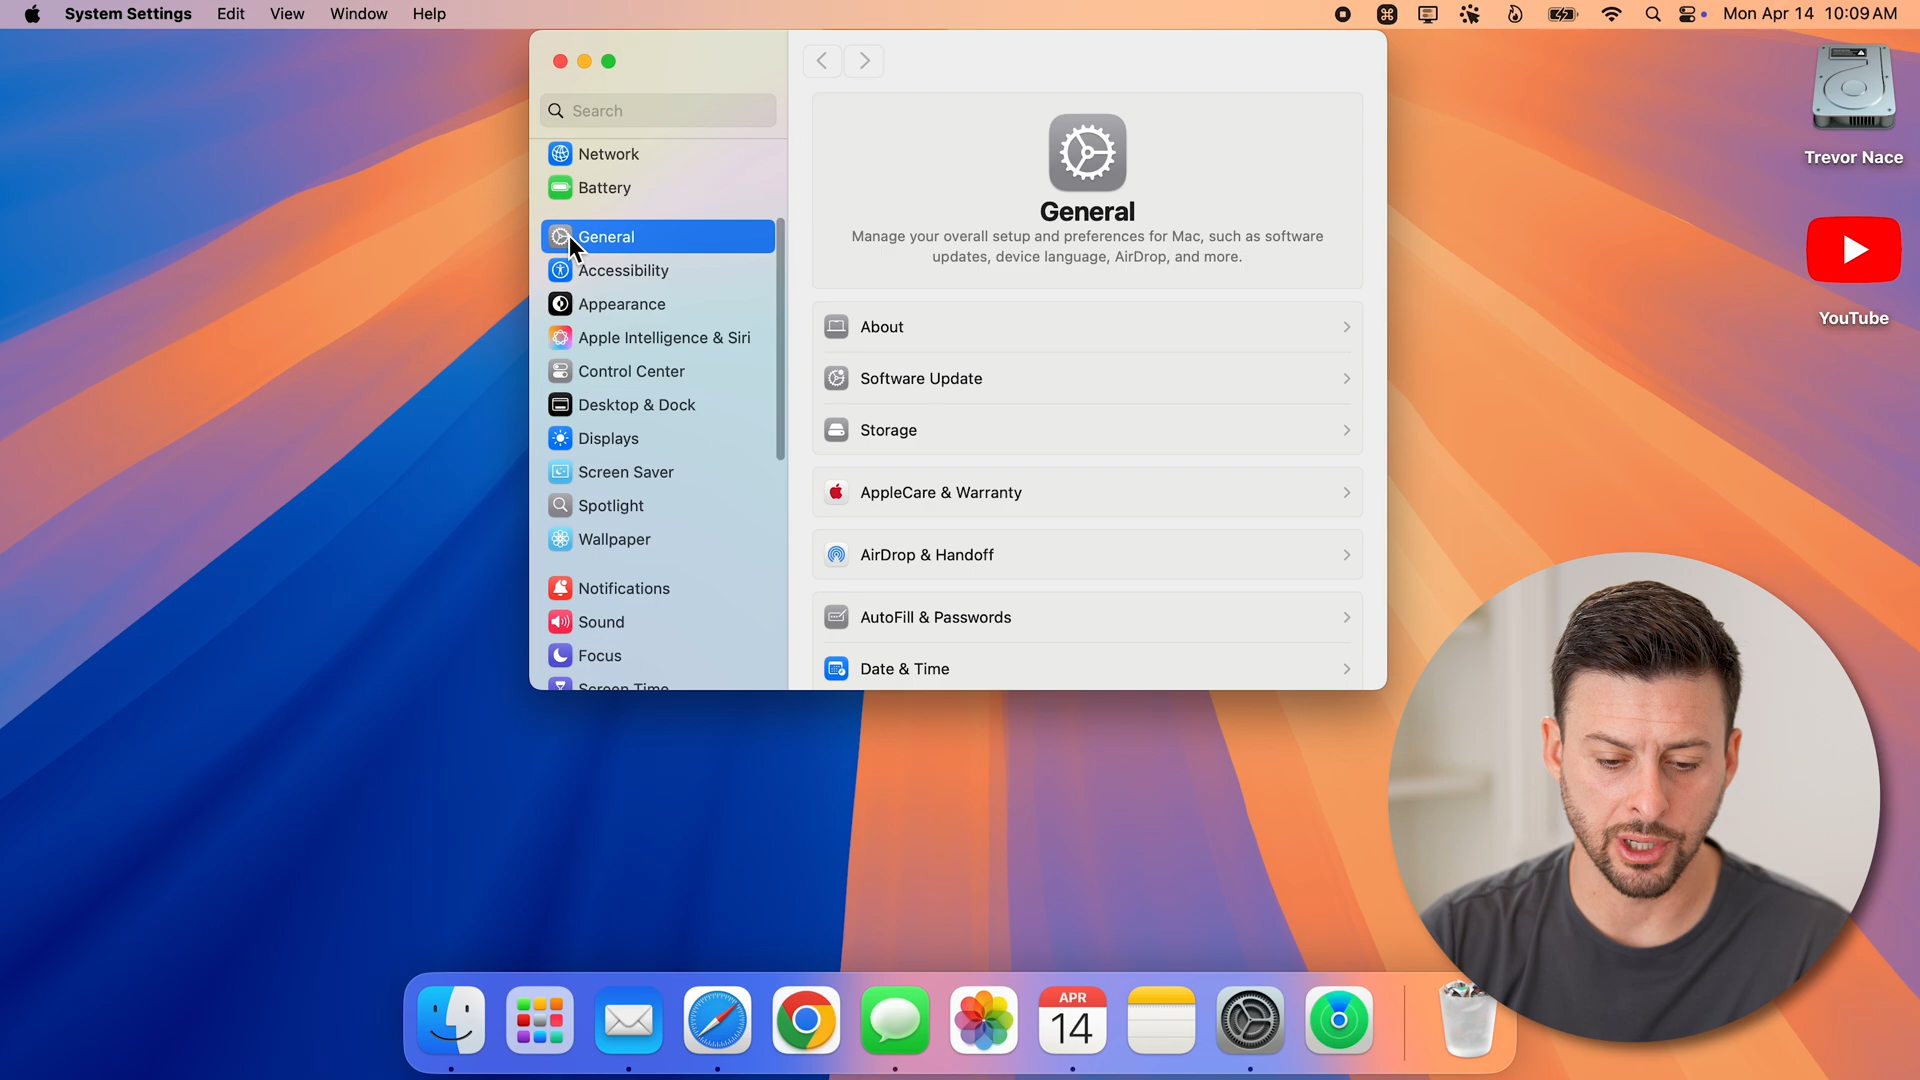 System Settings Edit View Window Help Mon Apr 14 10:09 AM
Search
Network
Battery
General
Accessibility
Appearance
Apple Intelligence & Siri
Control Center
Desktop & Dock
Displays
Screen Saver
Spotlight
Wallpaper
Notifications
Sound
Focus
Screen Time
General
Manage your overall setup and preferences for Mac, such as software
updates, device language, AirDrop, and more.
About
Software Update
Storage
AppleCare & Warranty
AirDrop & Handoff
AutoFill & Passwords
Date & Time
Trevor Nace
YouTube
APR
14